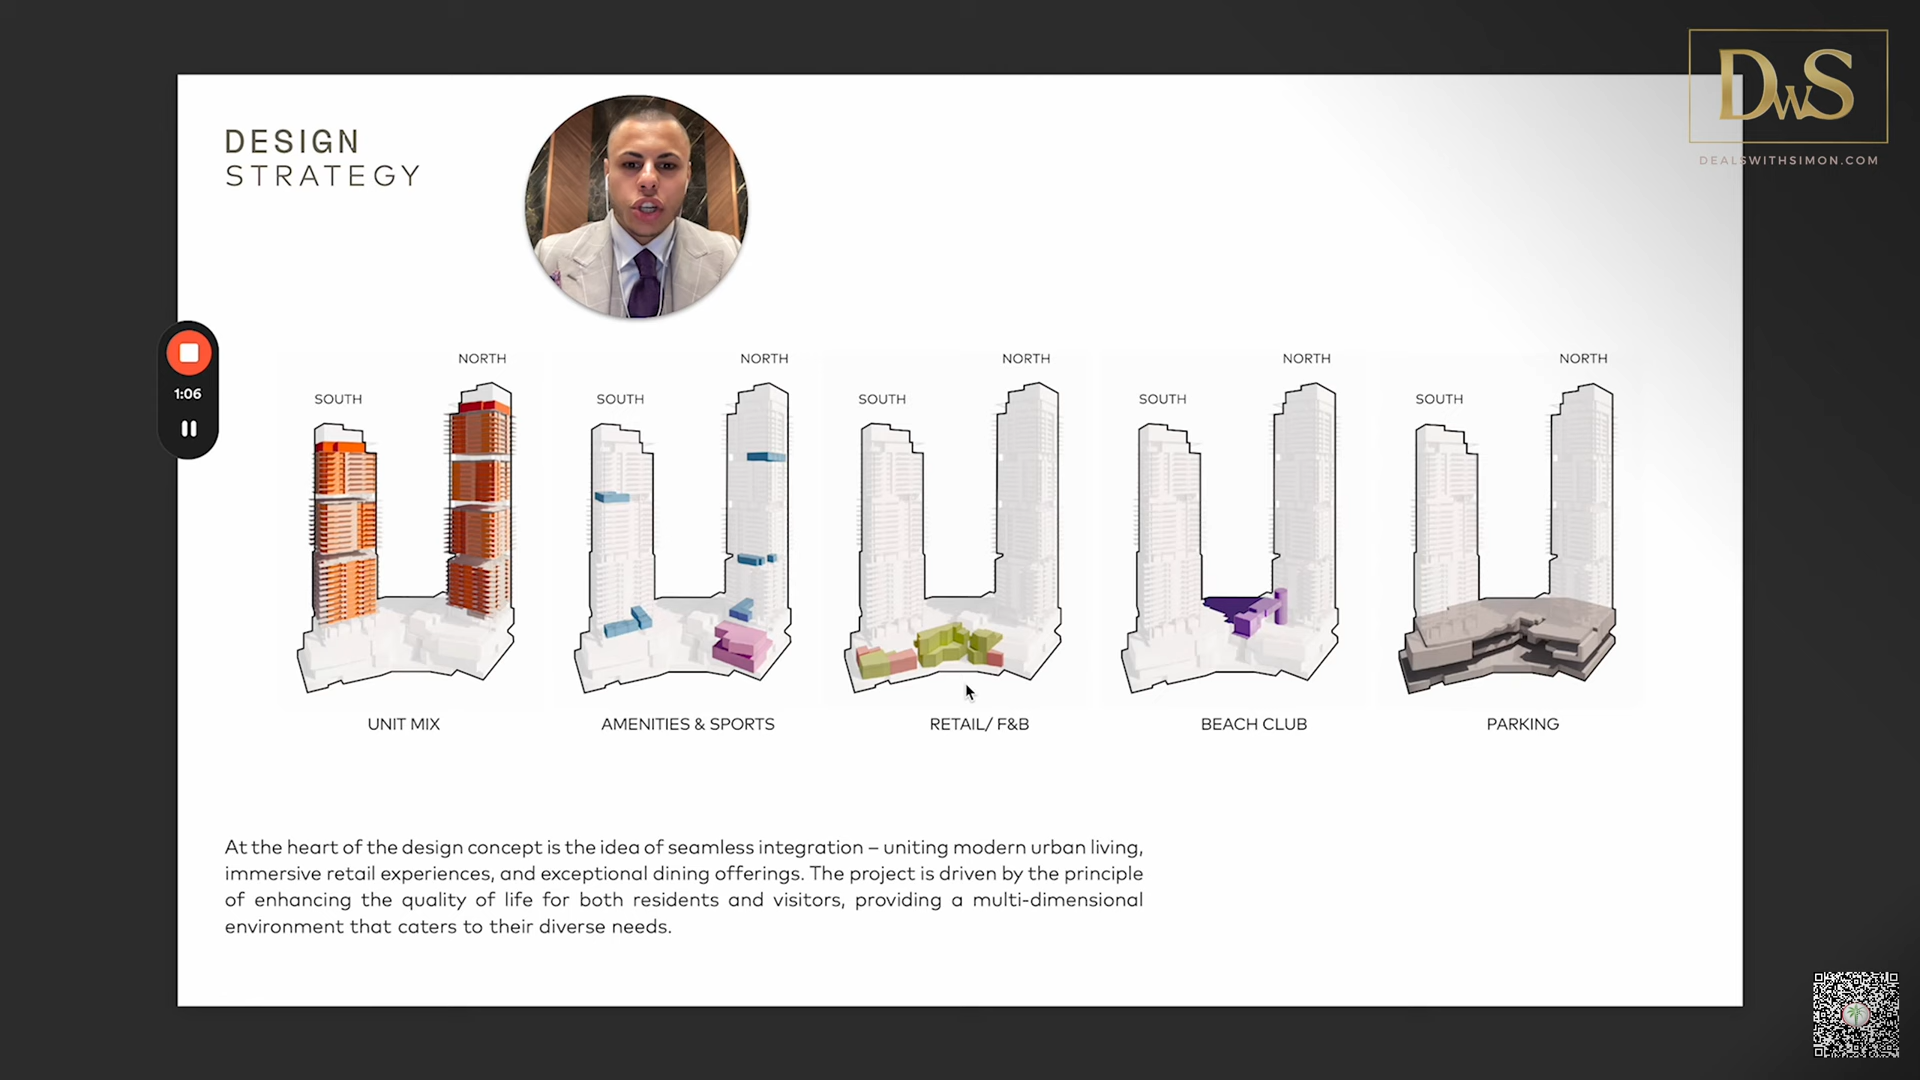 DwS
DEALSWITHSIMON.COM
DESIGN
STRATEGY
1:06
NORTH
SOUTH
NORTH
SOUTH
NORTH
SOUTH
NORTH
SOUTH
NORTH
SOUTH
UNIT MIX
AMENITIES & SPORTS
RETAIL/ F&B
BEACH CLUB
PARKING
At the heart of the design concept is the idea of seamless integration – uniting modern urban living,
immersive retail experiences, and exceptional dining offerings. The project is driven by the principle
of enhancing the quality of life for both residents and visitors, providing a multi-dimensional
environment that caters to their diverse needs.